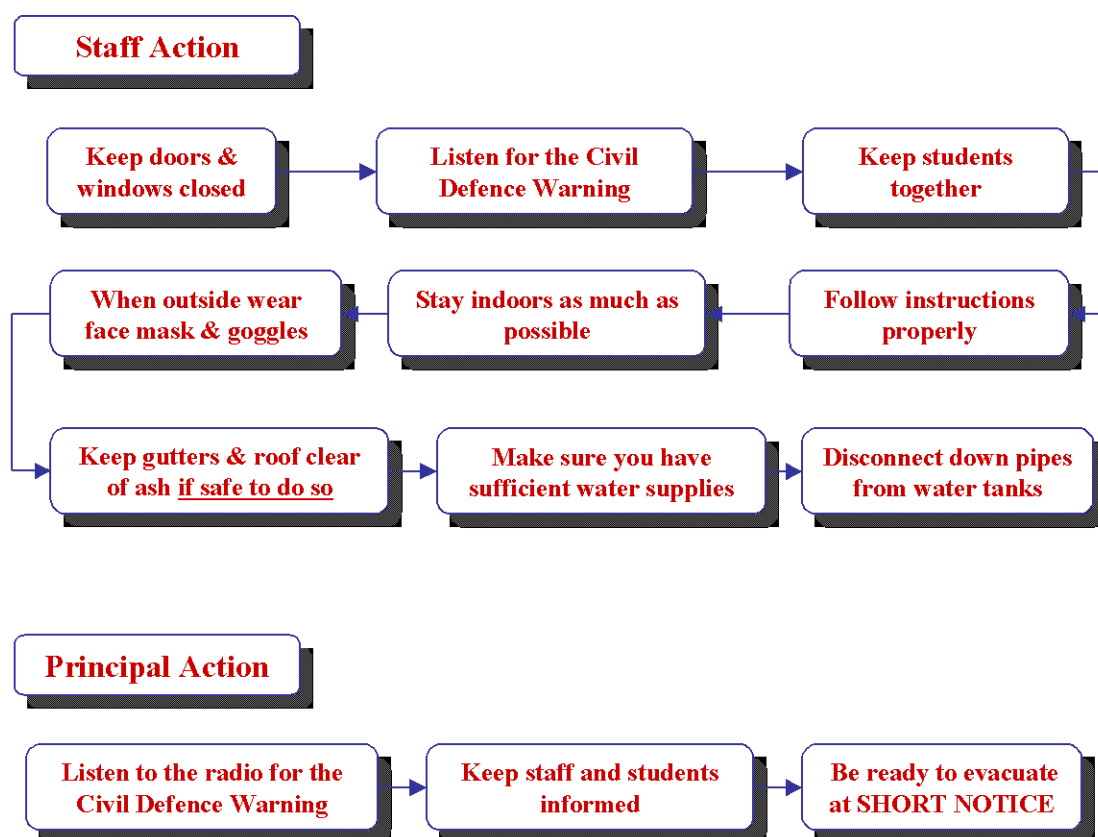 Staff Action
Keep doors &
windows closed
Listen for the Civil
Defence Warning
Keep students
together
Follow instructions
properly
Stay indoors as much as
possible
When outside wear
face mask & goggles
Keep gutters & roof clear
of ash if safe to do so
Make sure you have
sufficient water supplies
Disconnect down pipes
from water tanks
Principal Action
Listen to the radio for the
Civil Defence Warning
Keep staff and students
informed
Be ready to evacuate
at SHORT NOTICE